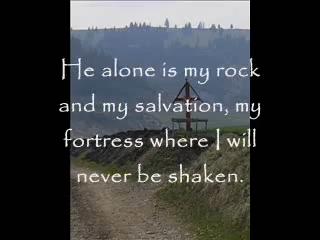 He alone is my rock
and my salvation, my
fortress where I will
never be shaken.